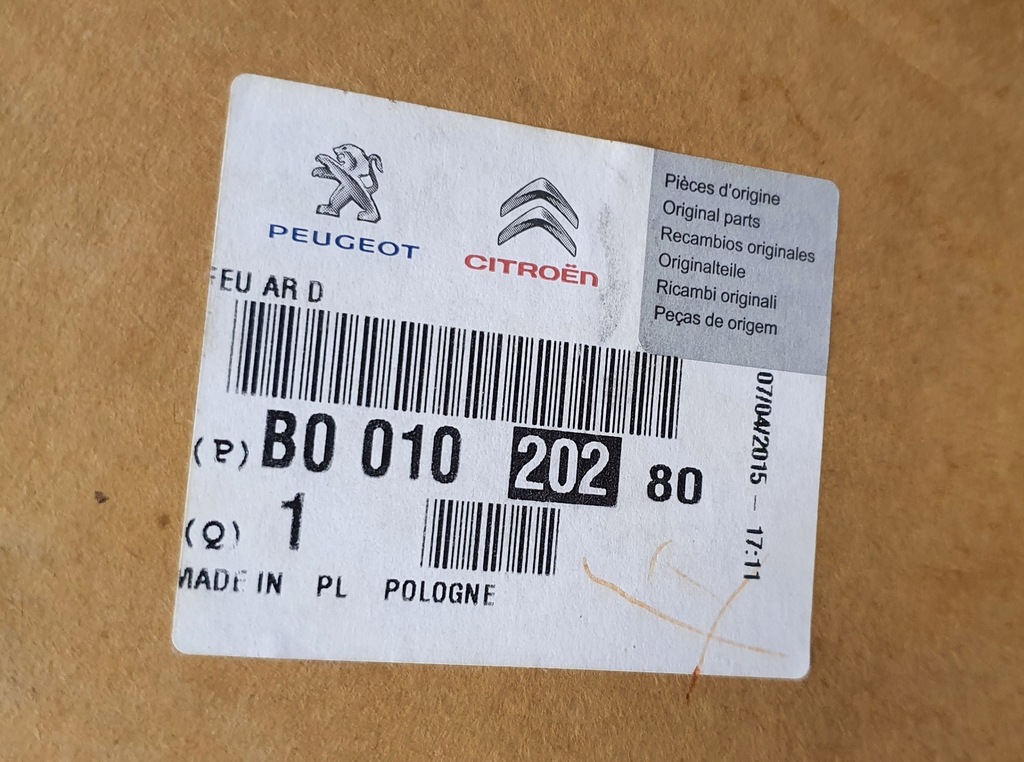 PEUGEOT
CITROËN
Pièces d'origine
Original parts
Recambios originales
Originalteile
Ricambi originali
Peças de origem
FEU AR D
(P) B0 010 202 80
(Q) 1
MADE IN PL POLOGNE
07/04/2015 - 17:11